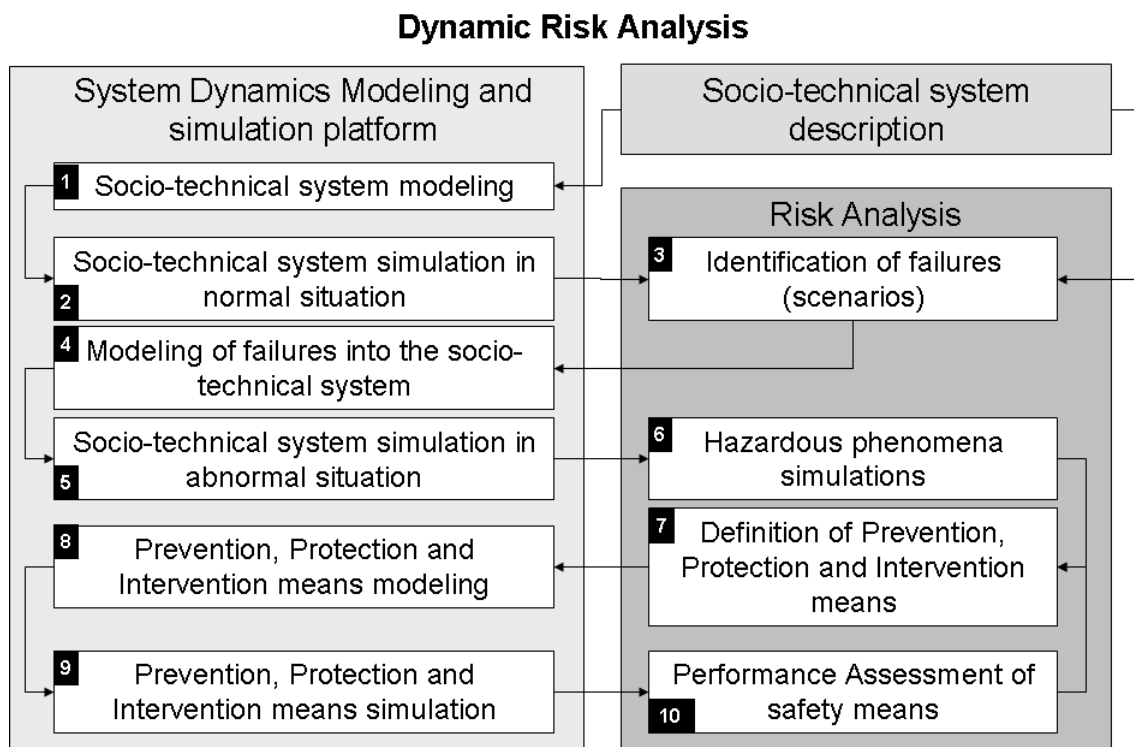 Dynamic Risk Analysis
System Dynamics Modeling and
simulation platform
Socio-technical system
description
1
Socio-technical system modeling
Risk Analysis
Socio-technical system simulation in
normal situation
2
3
Identification of failures
(scenarios)
4
Modeling of failures into the socio-
technical system
Socio-technical system simulation in
abnormal situation
5
6
Hazardous phenomena
simulations
7
Definition of Prevention,
Protection and Intervention
means
8
Prevention, Protection and
Intervention means modeling
9
Prevention, Protection and
Intervention means simulation
Performance Assessment of
safety means
10